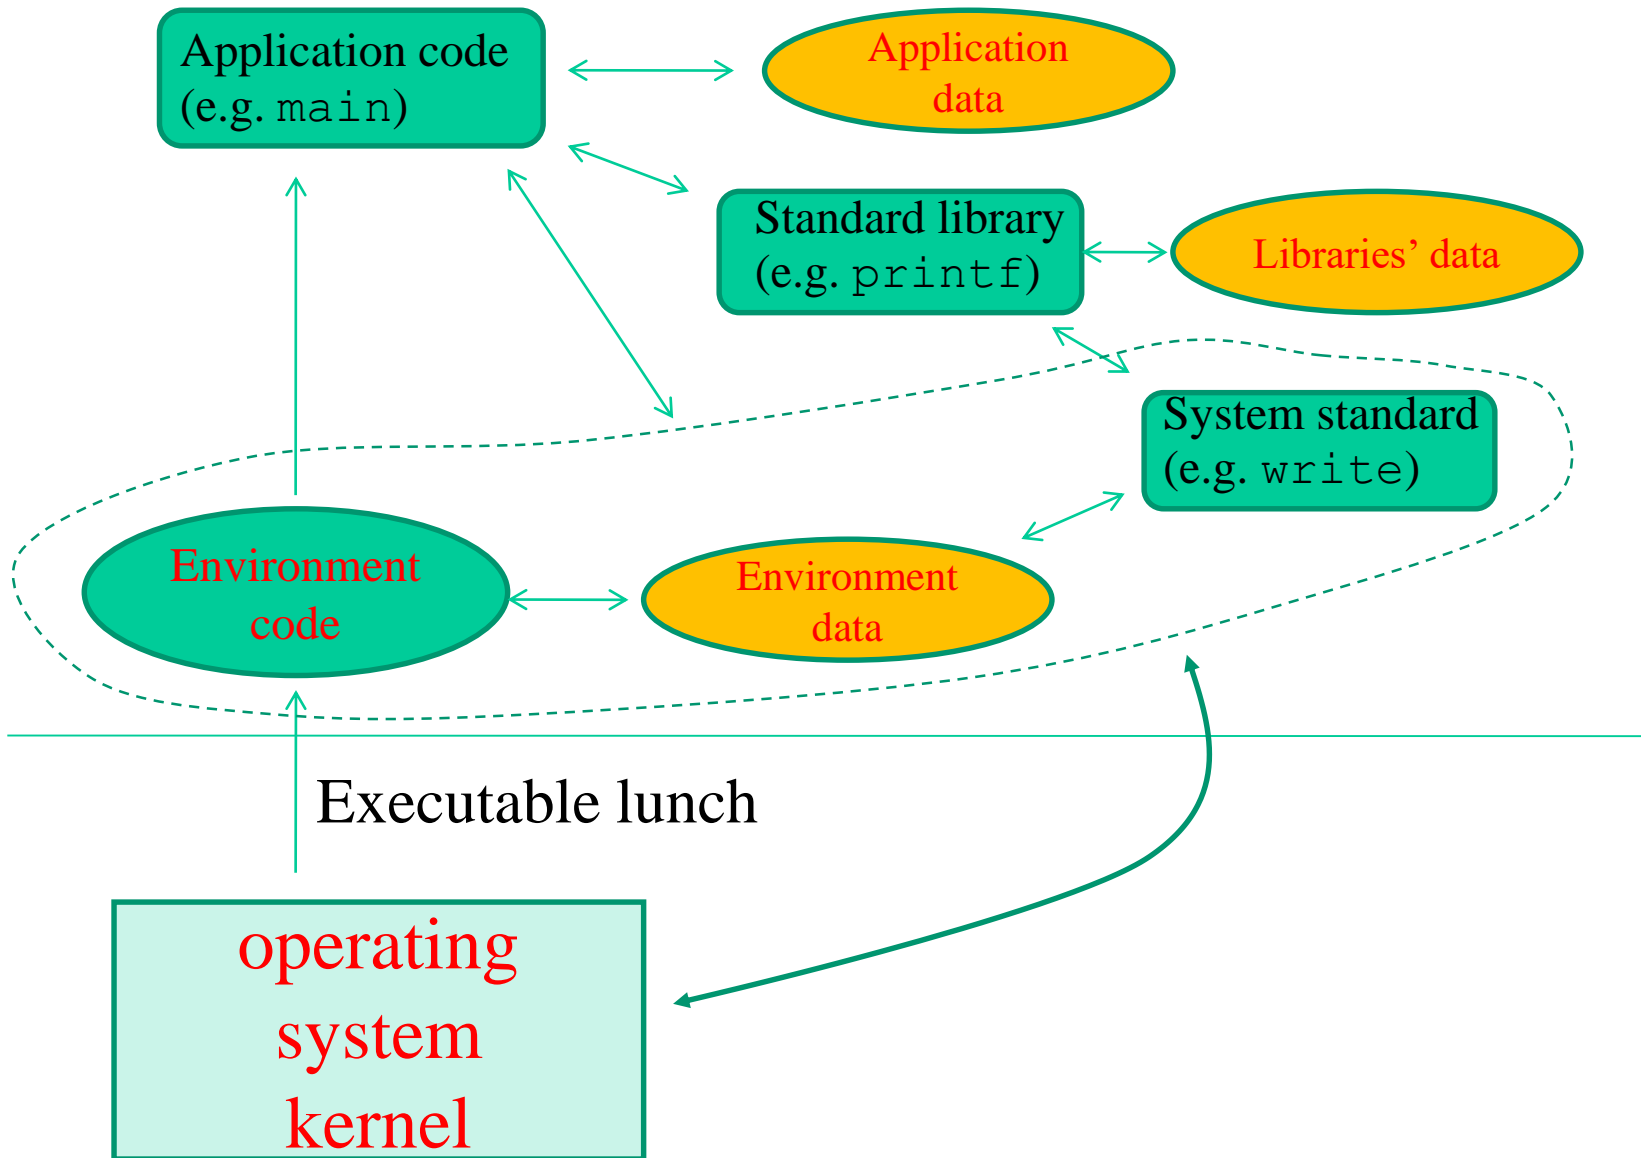 Application code
(e.g. main)
Application
data
Standard library
(e.g. printf)
Libraries’ data
System standard
(e.g. write)
Environment
code
Environment
data
Executable lunch
operating
system
kernel